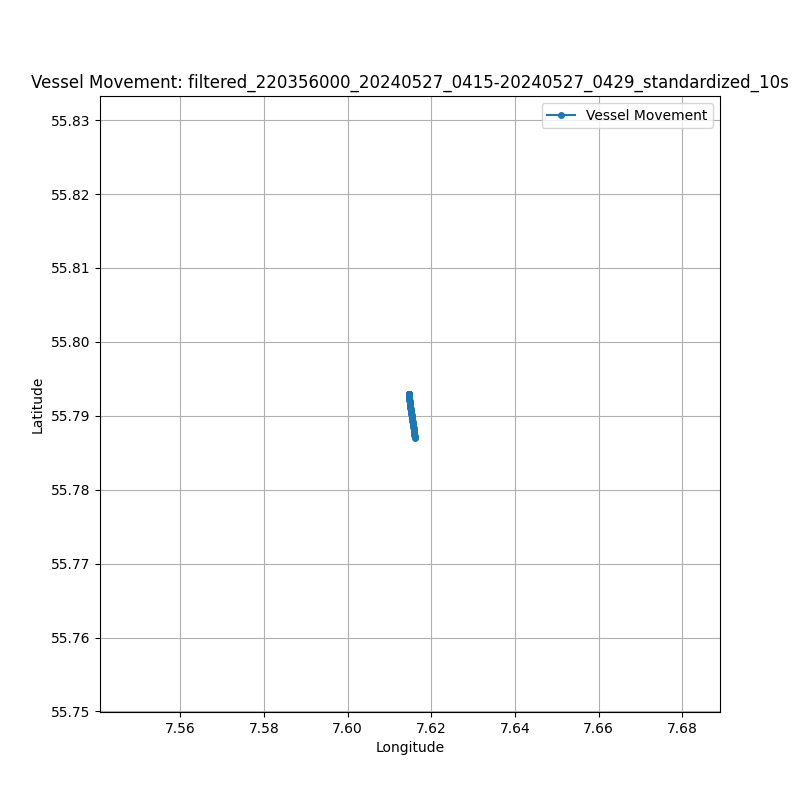 Vessel Movement: filtered_220356000_20240527_0415-20240527_0429_standardized_10s
Vessel Movement
55.83
55.82
55.81
55.80
55.79
55.78
55.77
55.76
55.75
Latitude
7.56 7.58 7.60 7.62 7.64 7.66 7.68
Longitude